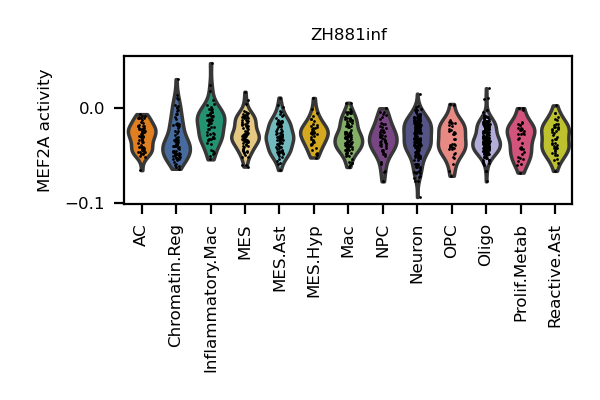 ZH881inf
MEF2A activity
0.0
−0.1
AC
Chromatin.Reg
Inflammatory.Mac
MES
MES.Ast
MES.Hyp
Mac
NPC
Neuron
OPC
Oligo
Prolif.Metab
Reactive.Ast